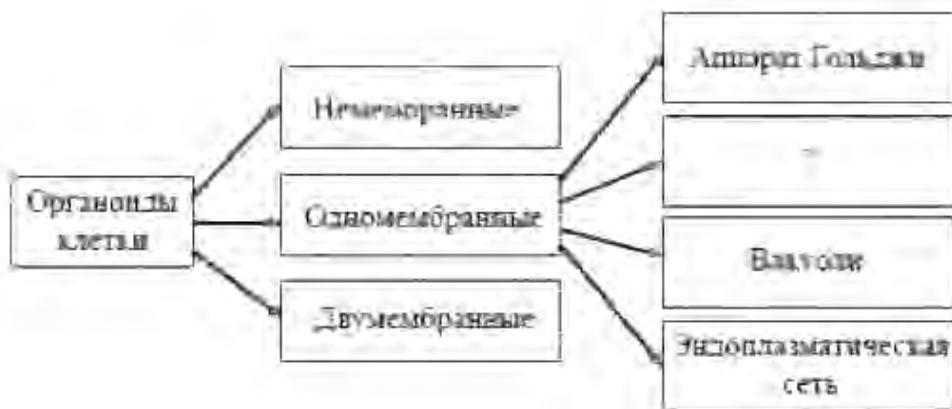 Аппарат Гольджи
Немембранные
?
Органоиды
клетки
Одномембранные
Вакуоли
Двумембранные
Эндоплазматическая
сеть